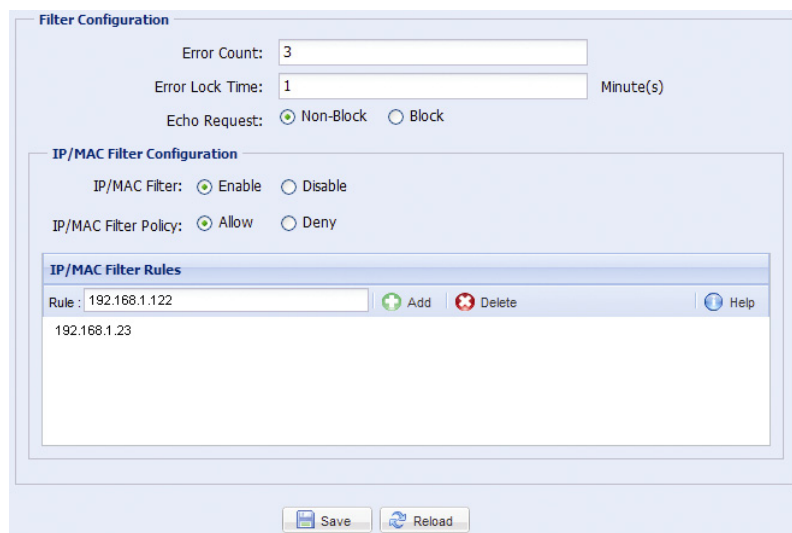 Filter Configuration
Error Count: 3
Error Lock Time: 1 Minute(s)
Echo Request: Non-Block Block
IP/MAC Filter Configuration
IP/MAC Filter: Enable Disable
IP/MAC Filter Policy: Allow Deny
IP/MAC Filter Rules
Rule : 192.168.1.122 Add Delete Help
192.168.1.23
Save Reload